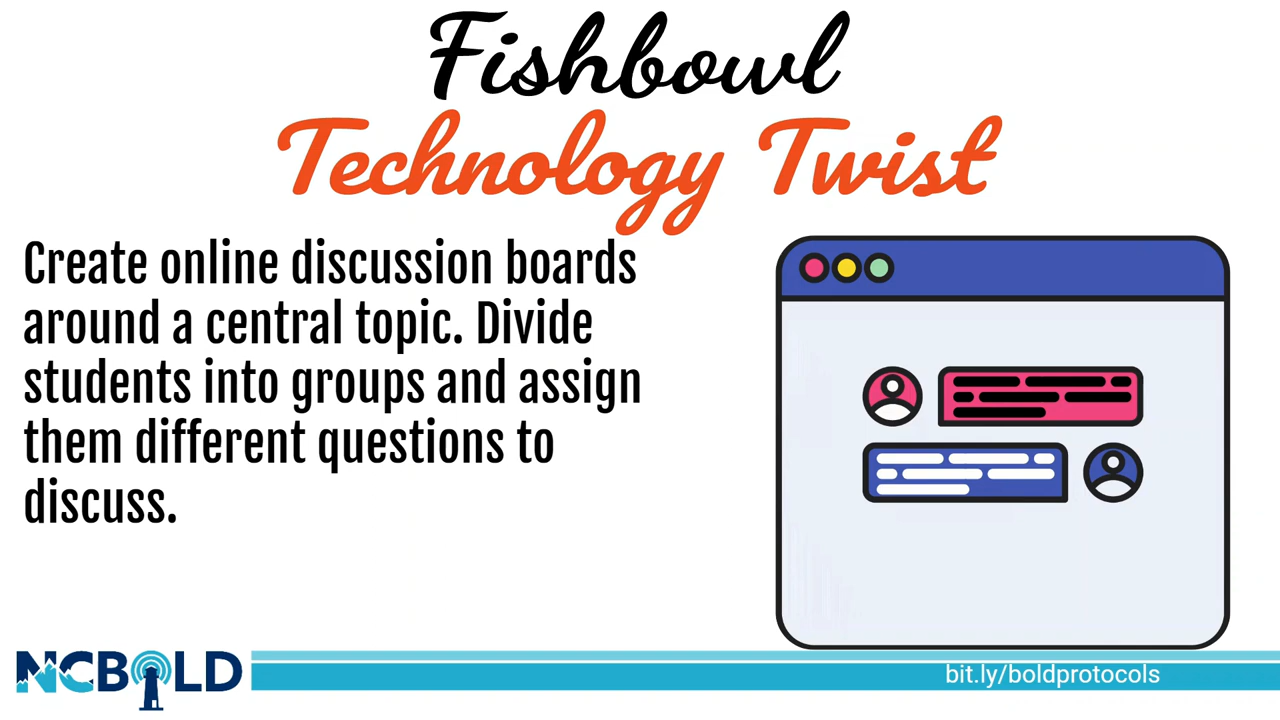 Fishbowl
Technology Twist
Create online discussion boards
around a central topic. Divide
students into groups and assign
them different questions to
discuss.
NCBOLD
bit.ly/boldprotocols